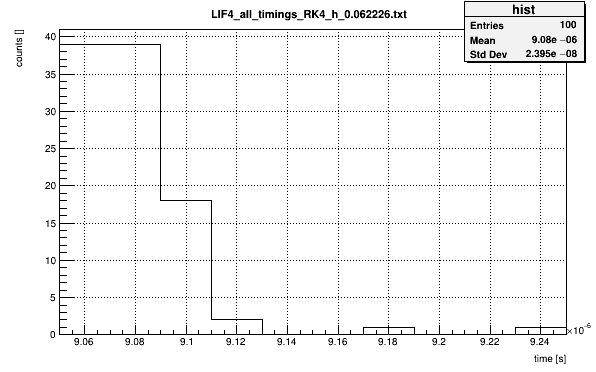 LIF4_all_timings_RK4_h_0.062226.txt
hist
Entries 100
Mean 9.08e −06
Std Dev 2.395e −08
counts []
40
35
30
25
20
15
10
5
0
9.06 9.08 9.1 9.12 9.14 9.16 9.18 9.2 9.22 9.24
×10⁻⁶
time [s]